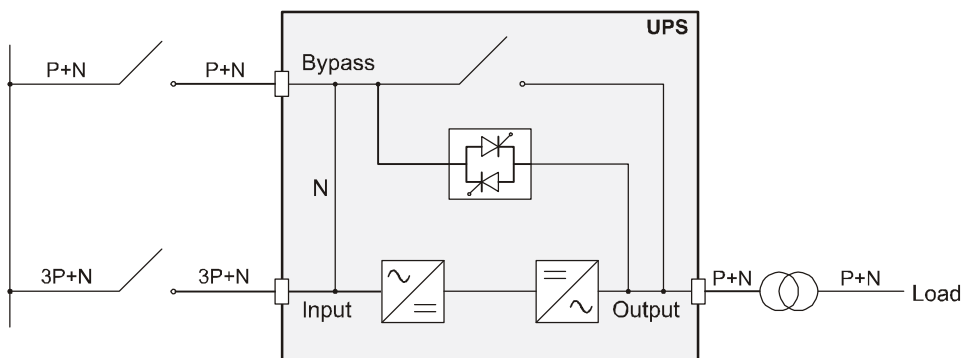 UPS
P+N
P+N
Bypass
N
3P+N
3P+N
Input
Output
P+N
P+N
Load